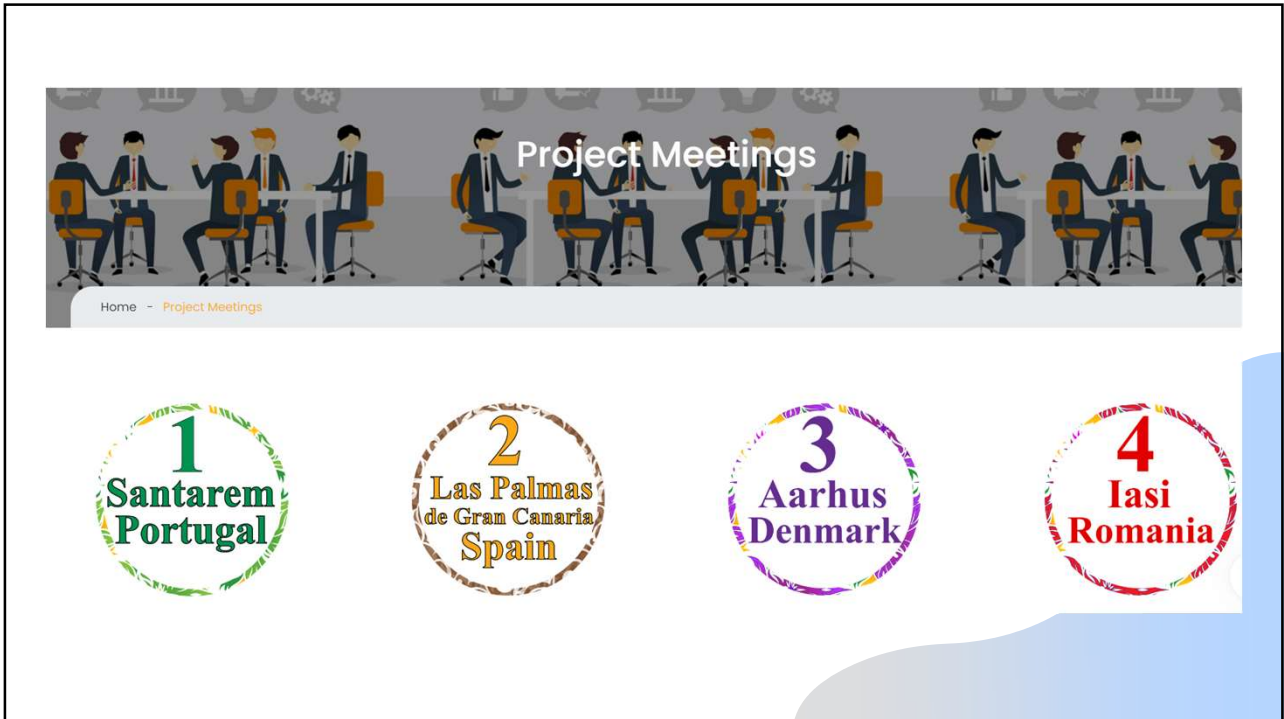 Project Meetings
Home - Project Meetings
1
Santarem
Portugal
2
Las Palmas
de Gran Canaria
Spain
3
Aarhus
Denmark
4
Iasi
Romania